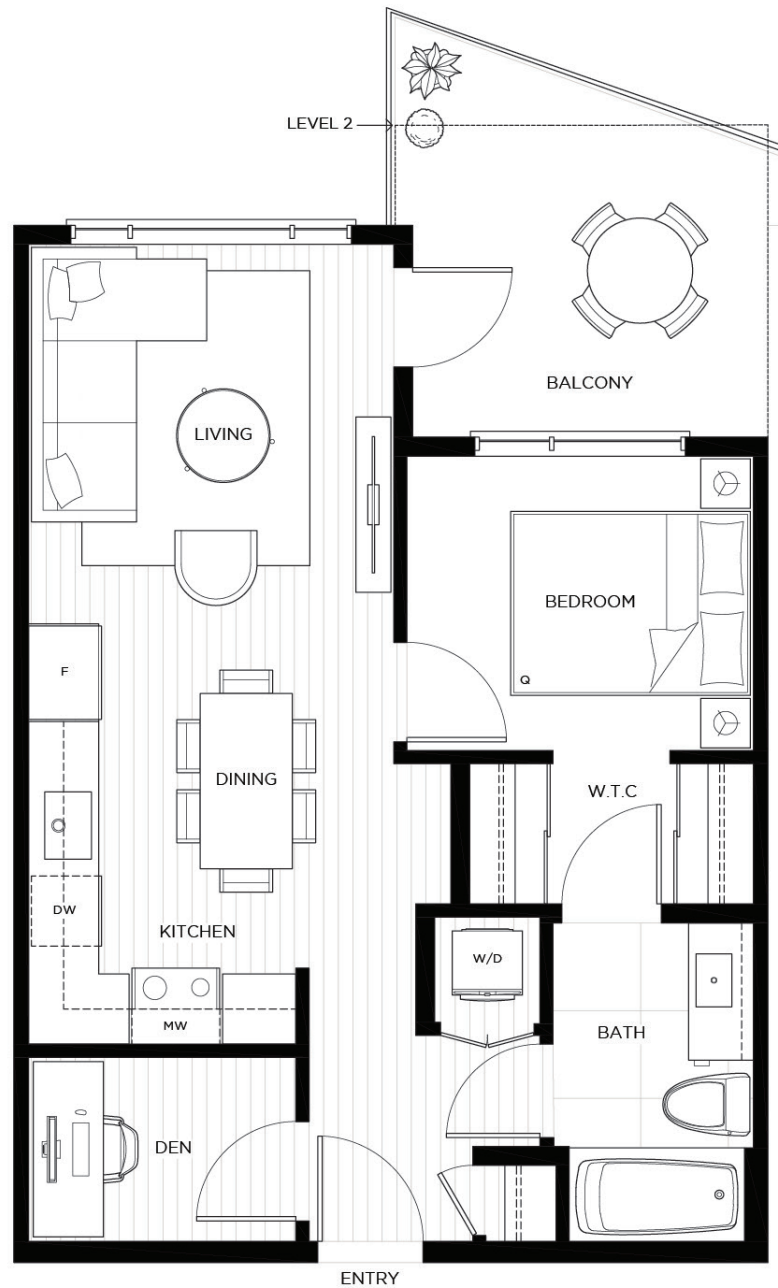 LEVEL 2
BALCONY
LIVING
BEDROOM
F
Q
DINING
W.T.C
DW
KITCHEN
W/D
MW
BATH
DEN
ENTRY